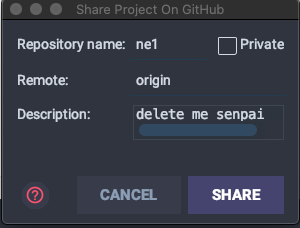 Share Project On GitHub
Repository name: ne1 Private
Remote: origin
Description: delete me senpai
? CANCEL SHARE